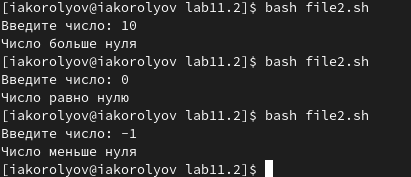 [iakorolyov@iakorolyov lab11.2]$ bash file2.sh
Введите число: 10
Число больше нуля
[iakorolyov@iakorolyov lab11.2]$ bash file2.sh
Введите число: 0
Число равно нулю
[iakorolyov@iakorolyov lab11.2]$ bash file2.sh
Введите число: -1
Число меньше нуля
[iakorolyov@iakorolyov lab11.2]$